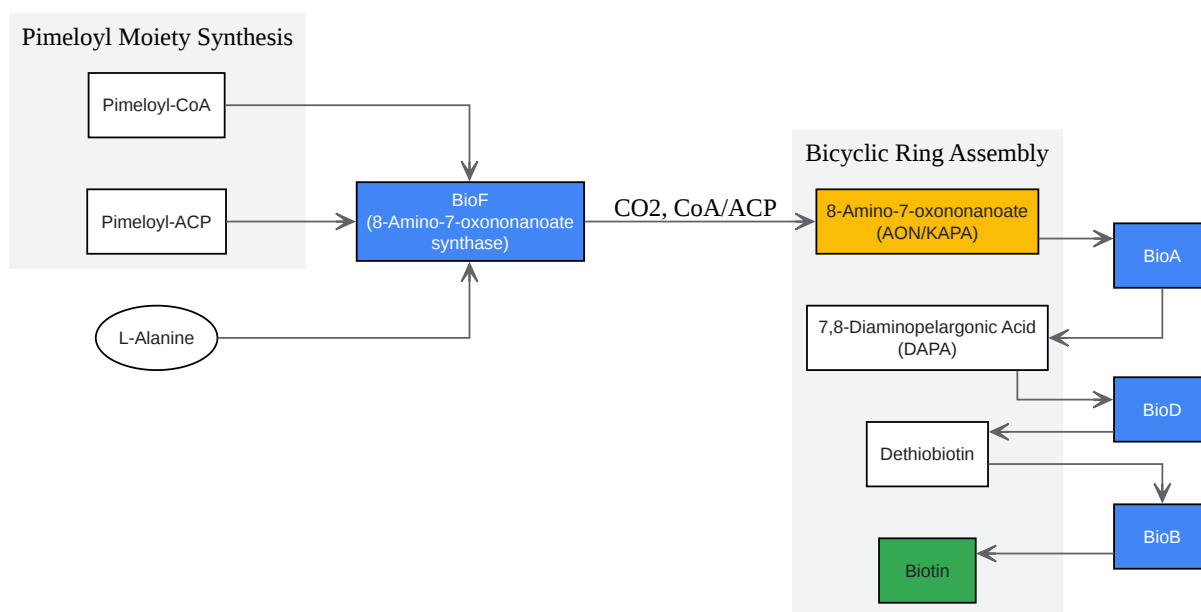 Pimeloyl Moiety Synthesis
Pimeloyl-CoA
Pimeloyl-ACP
L-Alanine
BioF
(8-Amino-7-oxononanoate
synthase)
CO2, CoA/ACP
Bicyclic Ring Assembly
8-Amino-7-oxononanoate
(AON/KAPA)
BioA
7,8-Diaminopelargonic Acid
(DAPA)
BioD
Dethiobiotin
BioB
Biotin